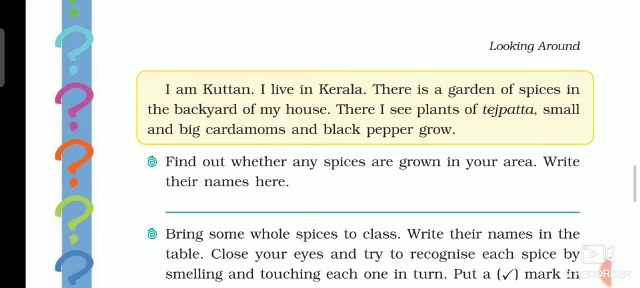 Looking Around
I am Kuttan. I live in Kerala. There is a garden of spices in
the backyard of my house. There I see plants of tejpatta, small
and big cardamoms and black pepper grow.
Find out whether any spices are grown in your area. Write
their names here.
Bring some whole spices to class. Write their names in the
table. Close your eyes and try to recognise each spice by
smelling and touching each one in turn. Put a (✓) mark in
RECORDER